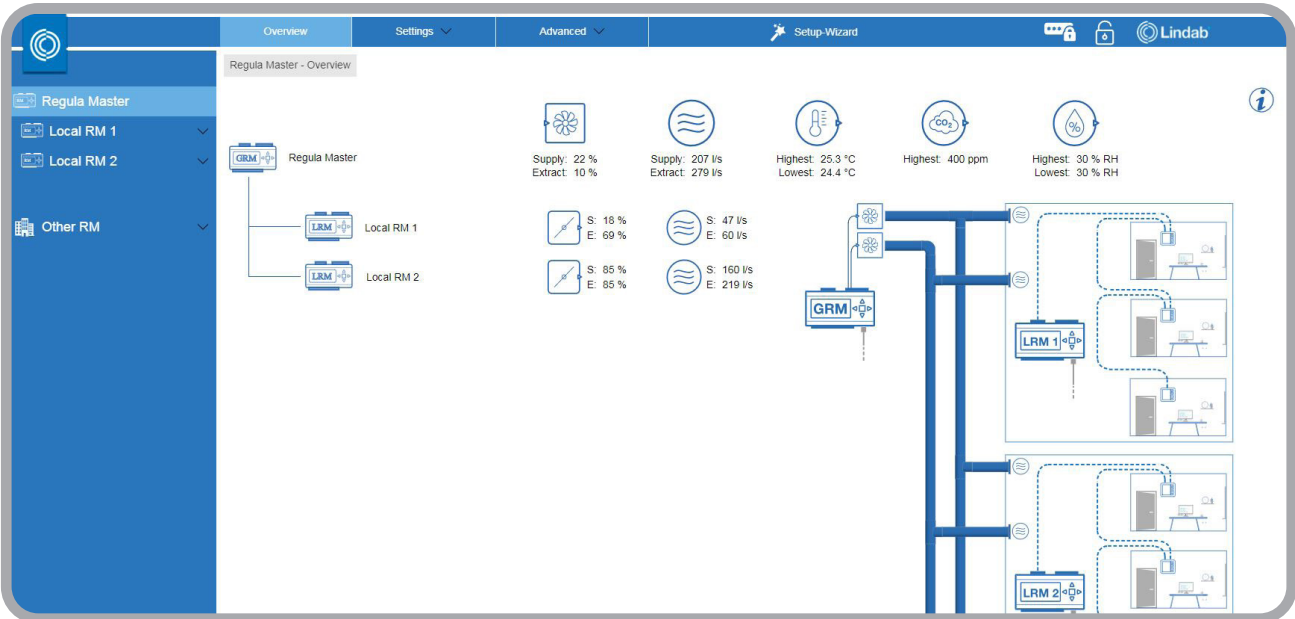 Overview
Settings
Advanced
Setup-Wizard
Lindab
Regula Master - Overview
Regula Master
Local RM 1
Local RM 2
Other RM
GRM
Regula Master
Supply: 22 %
Extract: 10 %
Supply: 207 l/s
Extract: 279 l/s
Highest: 25.3 °C
Lowest: 24.4 °C
CO2
Highest: 400 ppm
%
Highest: 30 % RH
Lowest: 30 % RH
LRM
Local RM 1
S: 16 %
E: 69 %
S: 47 l/s
E: 60 l/s
LRM
Local RM 2
S: 85 %
E: 85 %
S: 160 l/s
E: 219 l/s
GRM
LRM 1
LRM 2